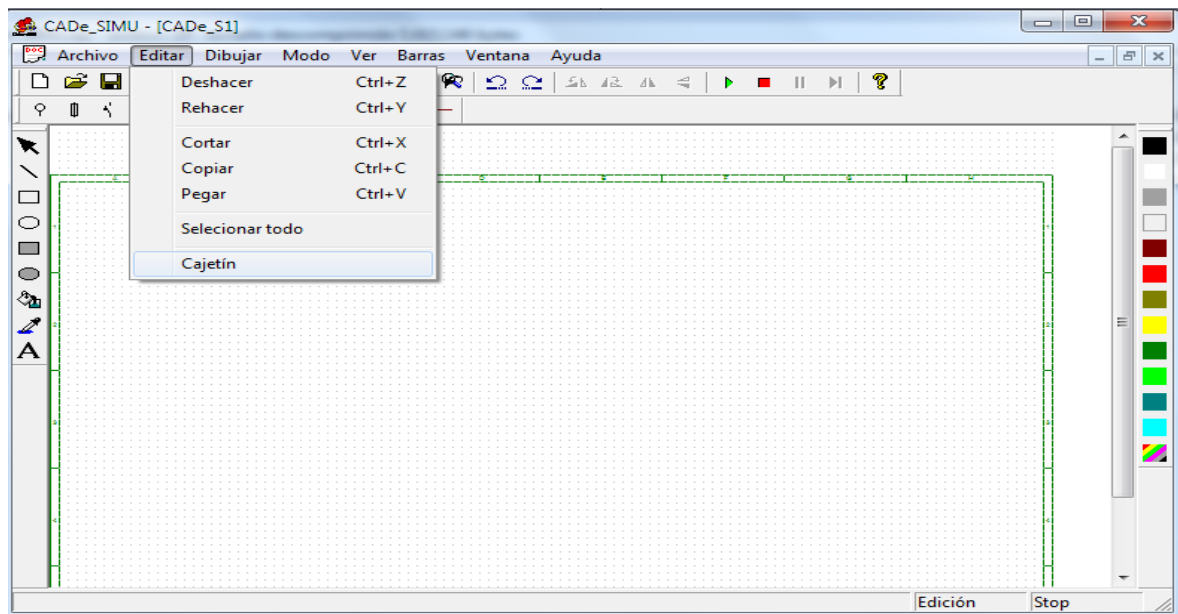 CADe_SIMU - [CADe_S1]
Archivo Editar Dibujar Modo Ver Barras Ventana Ayuda
Deshacer Ctrl+Z
Rehacer Ctrl+Y
Cortar Ctrl+X
Copiar Ctrl+C
Pegar Ctrl+V
Selecionar todo
Cajetín
A
Edición Stop